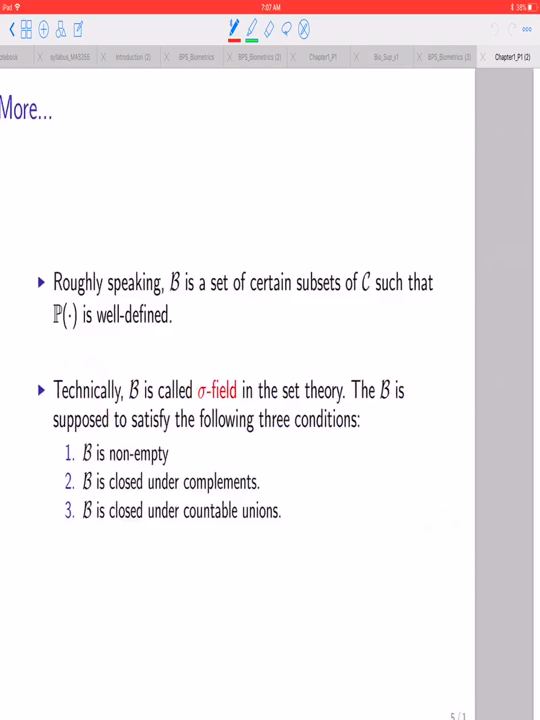 iPad
7:07 AM
38%
syllabus_MAS255
Introduction (2)
BPS_Biometrics
BPS_Biometrics (2)
Chapter1_P1
Bio_Sup_v1
BPS_Biometrics (3)
Chapter1_P1 (2)
More...
Roughly speaking, ℬ is a set of certain subsets of 𝒞 such that
ℙ(·) is well-defined.
Technically, ℬ is called σ-field in the set theory. The ℬ is
supposed to satisfy the following three conditions:
1. ℬ is non-empty
2. ℬ is closed under complements.
3. ℬ is closed under countable unions.
5 / 1